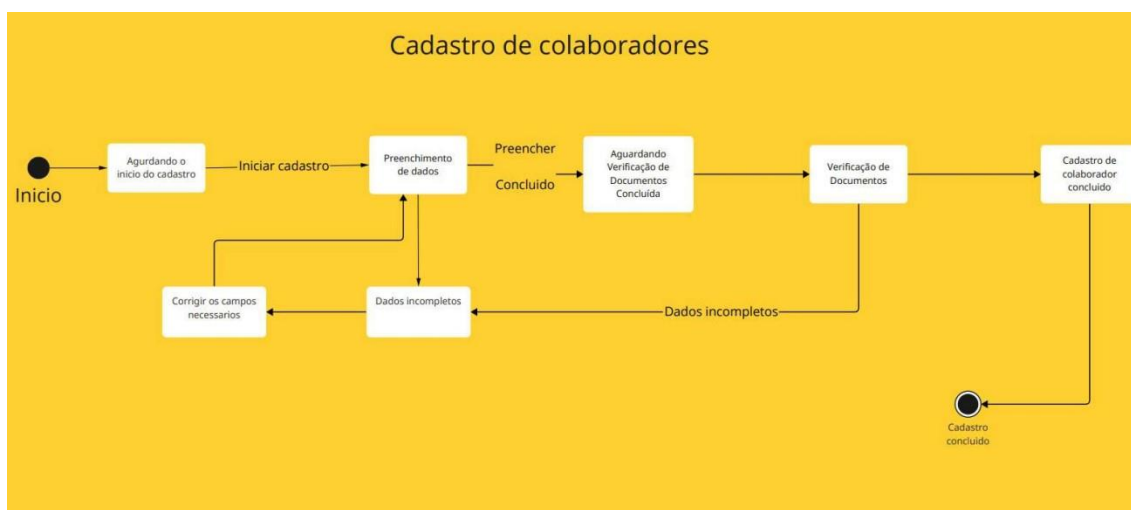 Cadastro de colaboradores
Inicio
Agurdando o
inicio do cadastro
Iniciar cadastro
Preenchimento
de dados
Preencher
Concluido
Aguardando
Verificação de
Documentos
Concluída
Verificação de
Documentos
Cadastro de
colaborador
concluido
Corrigir os campos
necessarios
Dados incompletos
Dados incompletos
Cadastro
concluido